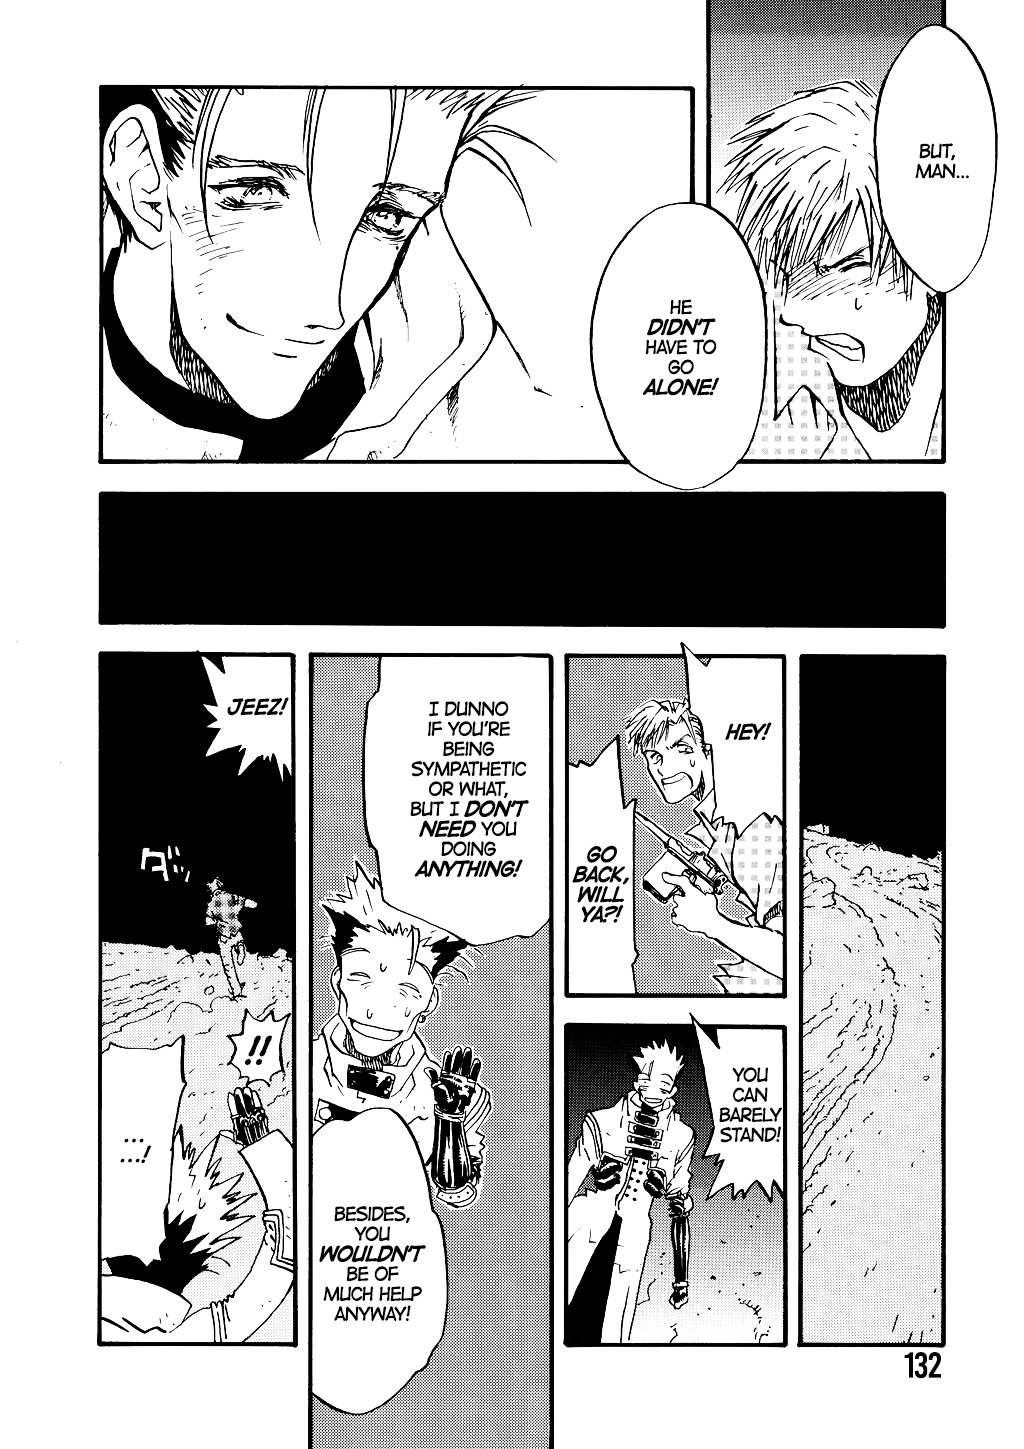 BUT,
MAN...
HE
DIDN'T
HAVE TO
GO
ALONE!
HEY!
GO
BACK,
WILL
YA?!
YOU
CAN
BARELY
STAND!
I DUNNO
IF YOU'RE
BEING
SYMPATHETIC
OR WHAT,
BUT I DON'T
NEED YOU
DOING
ANYTHING!
BESIDES,
YOU
WOULDN'T
BE OF
MUCH HELP
ANYWAY!
JEEZ!
ダッ
!!
...
...!
132